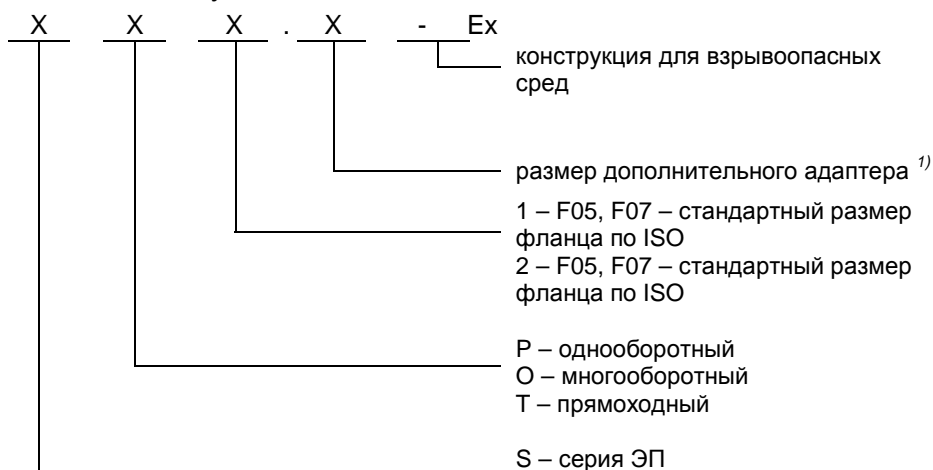 X X X . X - Ex
конструкция для взрывоопасных
сред
размер дополнительного адаптера 1)
1 – F05, F07 – стандартный размер
фланца по ISO
2 – F05, F07 – стандартный размер
фланца по ISO
P – однооборотный
O – многооборотный
T – прямоходный
S – серия ЭП